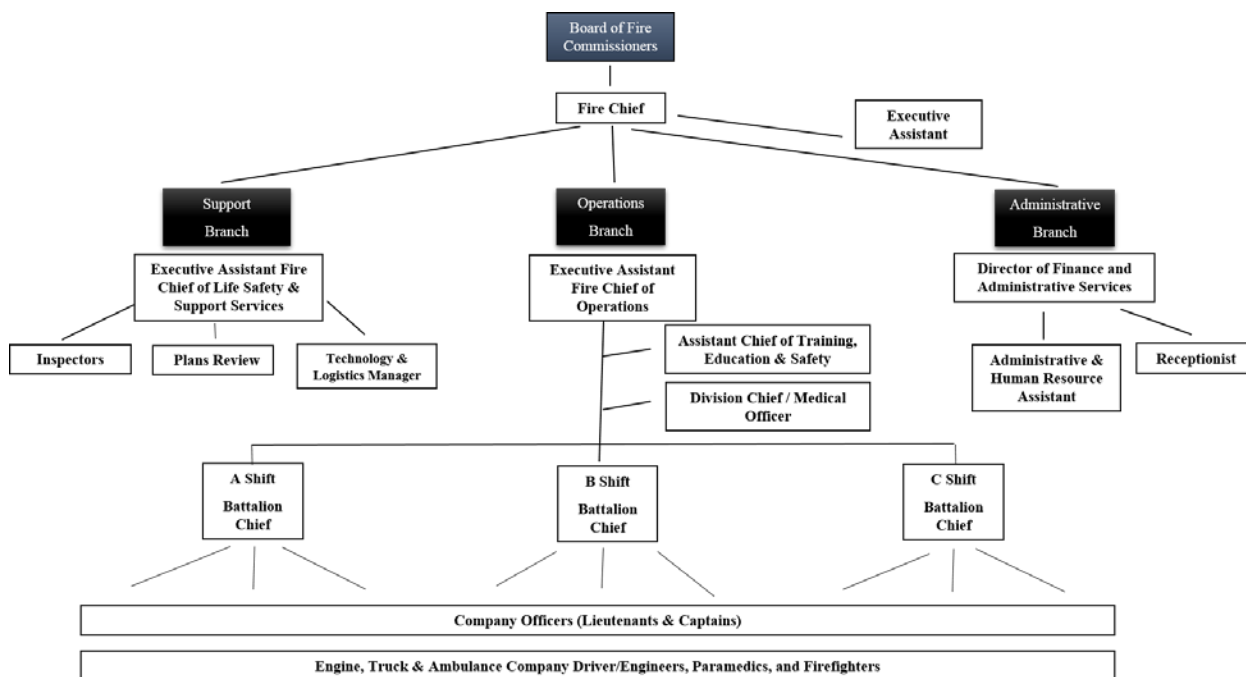 Board of Fire
Commissioners
Fire Chief
Executive
Assistant
Support
Branch
Operations
Branch
Administrative
Branch
Executive Assistant Fire
Chief of Life Safety &
Support Services
Executive Assistant
Fire Chief of
Operations
Director of Finance and
Administrative Services
Inspectors
Plans Review
Technology &
Logistics Manager
Assistant Chief of Training,
Education & Safety
Division Chief / Medical
Officer
Administrative &
Human Resource
Assistant
Receptionist
A Shift
Battalion
Chief
B Shift
Battalion
Chief
C Shift
Battalion
Chief
Company Officers (Lieutenants & Captains)
Engine, Truck & Ambulance Company Driver/Engineers, Paramedics, and Firefighters